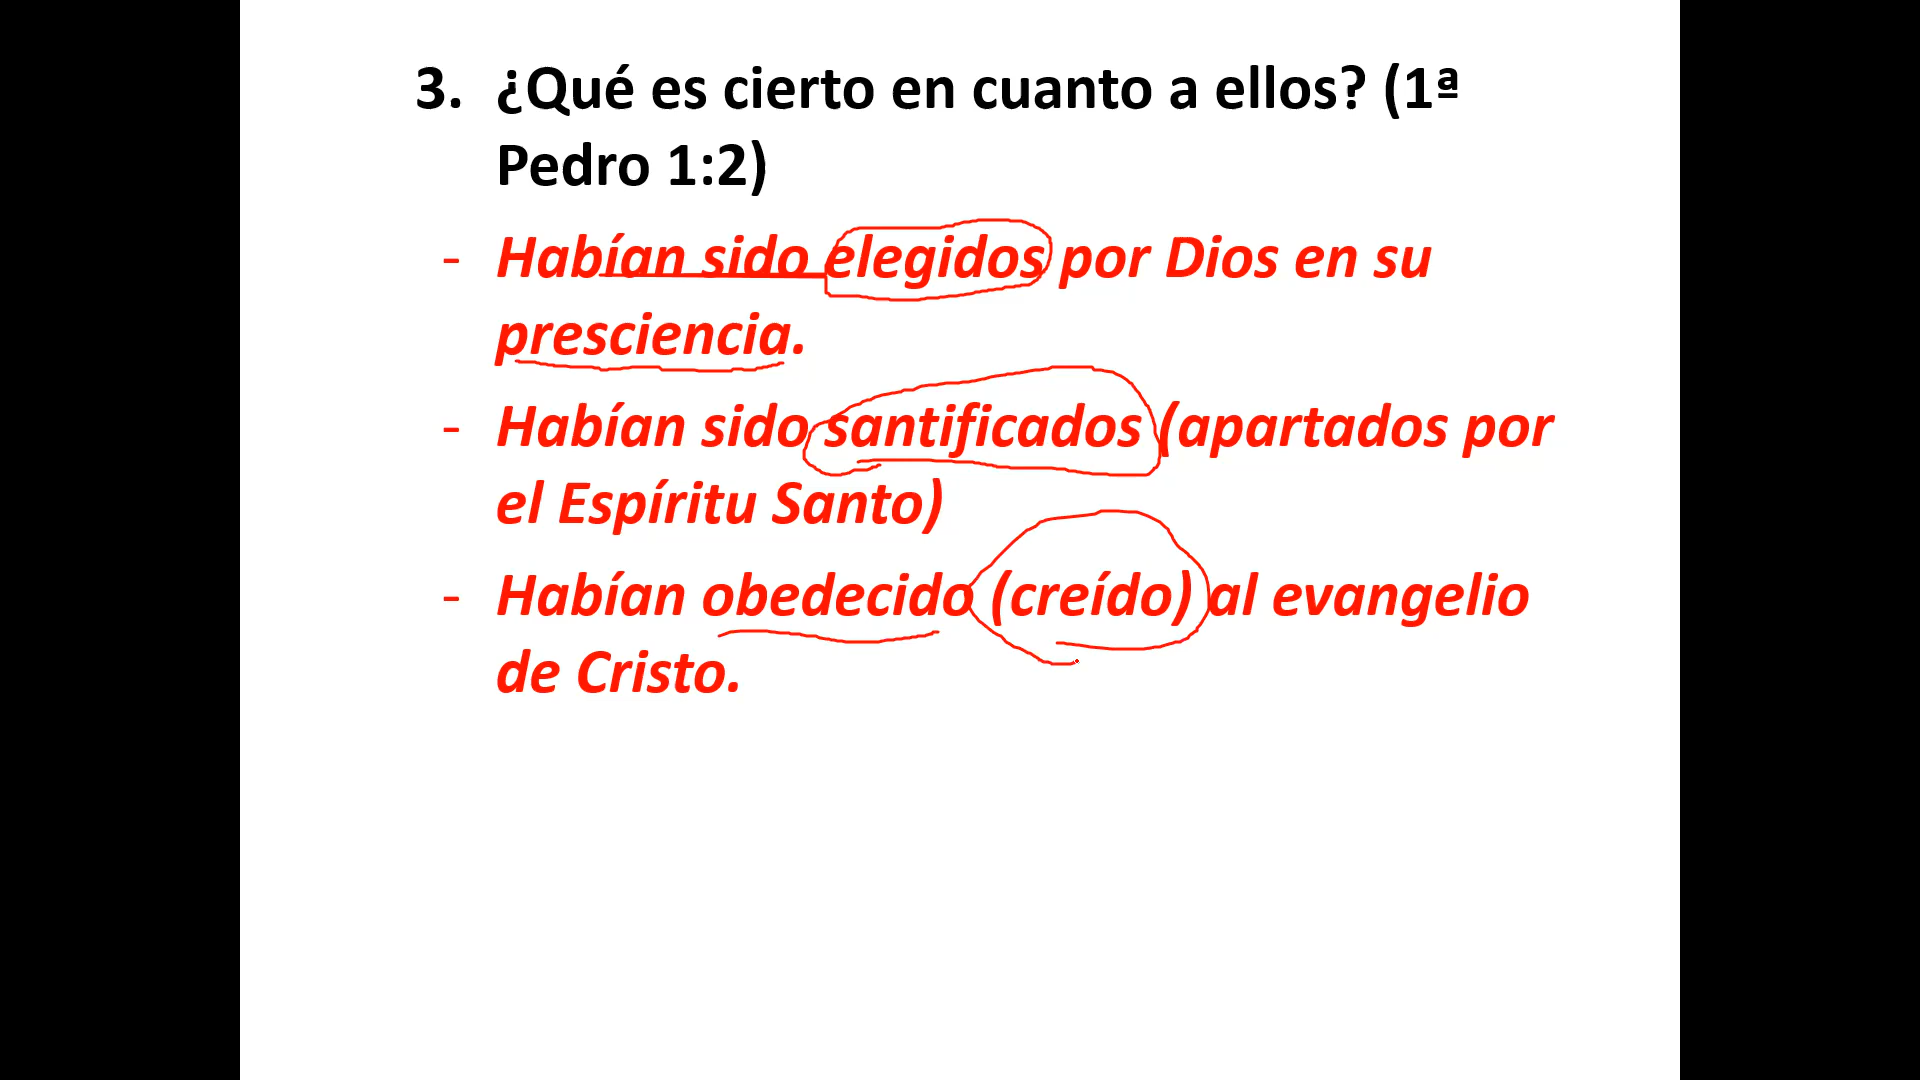 3. ¿Qué es cierto en cuanto a ellos? (1ª
Pedro 1:2)
- Habían sido elegidos por Dios en su
presciencia.
- Habían sido santificados (apartados por
el Espíritu Santo)
- Habían obedecido (creído) al evangelio
de Cristo.